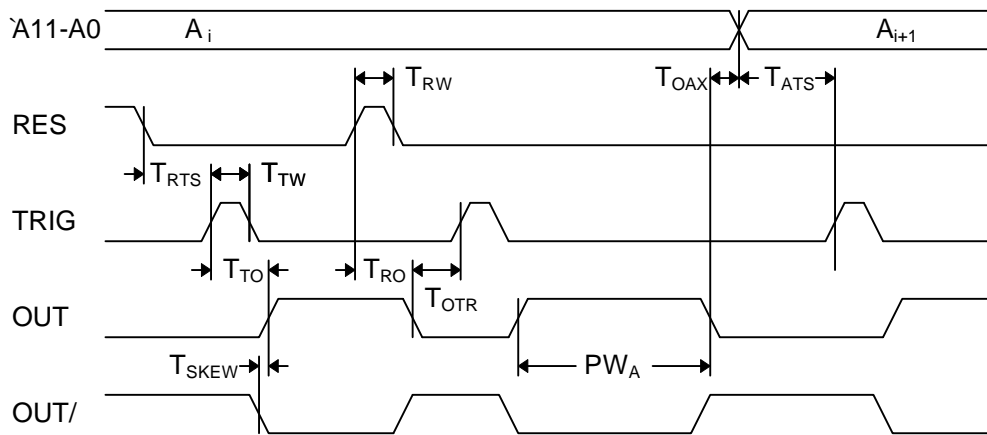 `A11-A0
A i
A i+1
T RW
T OAX
T ATS
RES
T RTS
T TW
TRIG
T TO
T RO
T OTR
OUT
T SKEW
PW A
OUT/